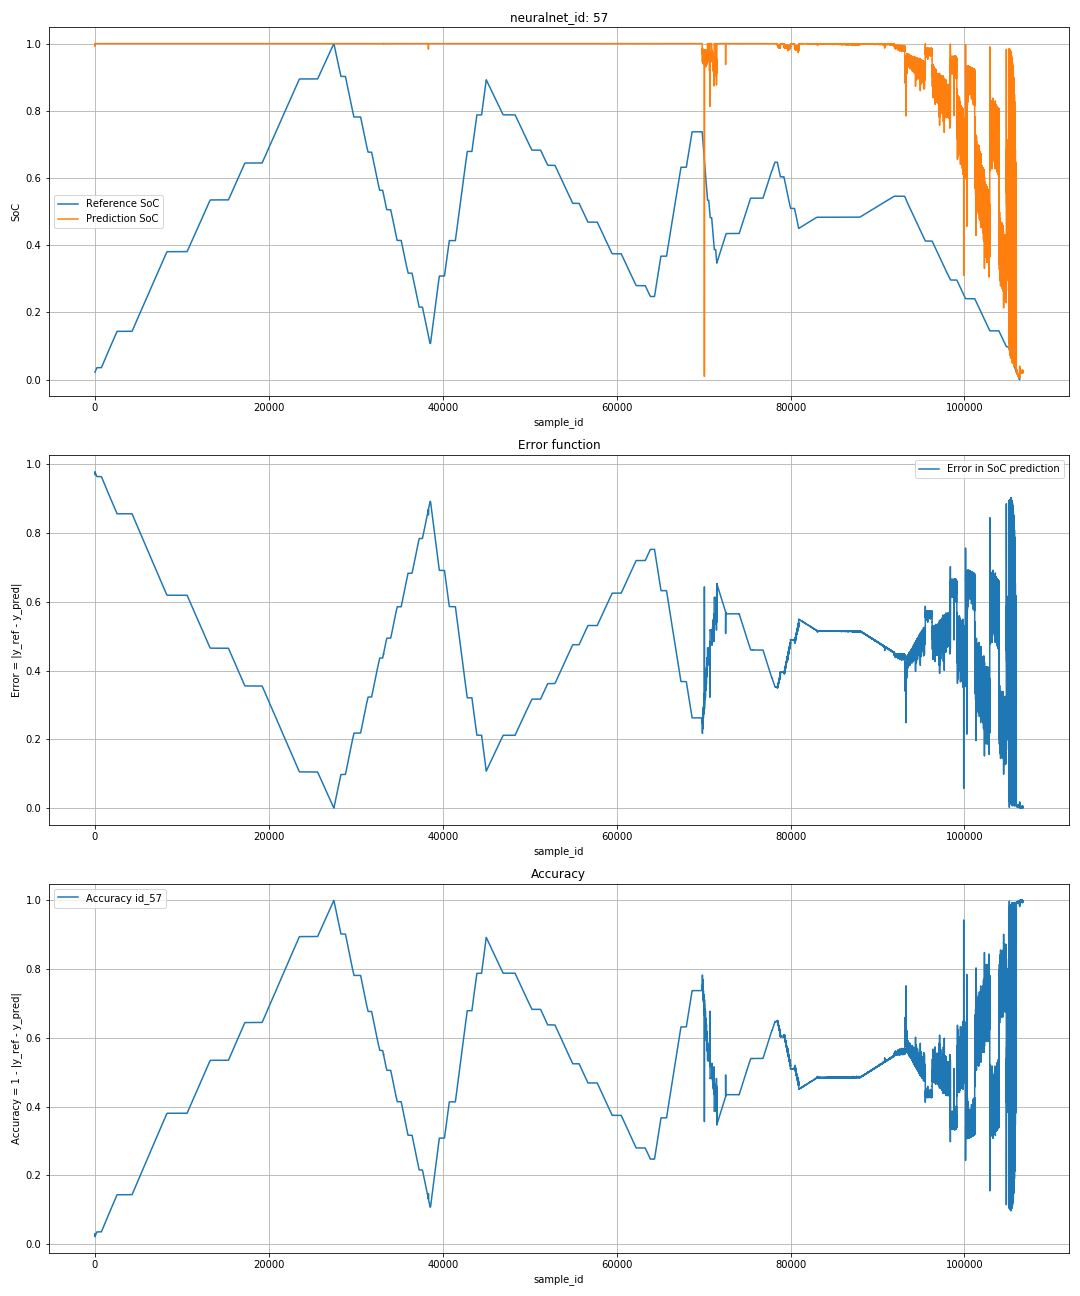 neuralnet_id: 57
1.0
0.8
0.6
0.4
0.2
0.0
SoC
Reference SoC
Prediction SoC
0 20000 40000 60000 80000 100000
sample_id
Error function
1.0
0.8
0.6
0.4
0.2
0.0
Error = |y_ref - y_pred|
Error in SoC prediction
0 20000 40000 60000 80000 100000
sample_id
Accuracy
1.0
0.8
0.6
0.4
0.2
0.0
Accuracy = 1 - |y_ref - y_pred|
Accuracy id_57
0 20000 40000 60000 80000 100000
sample_id